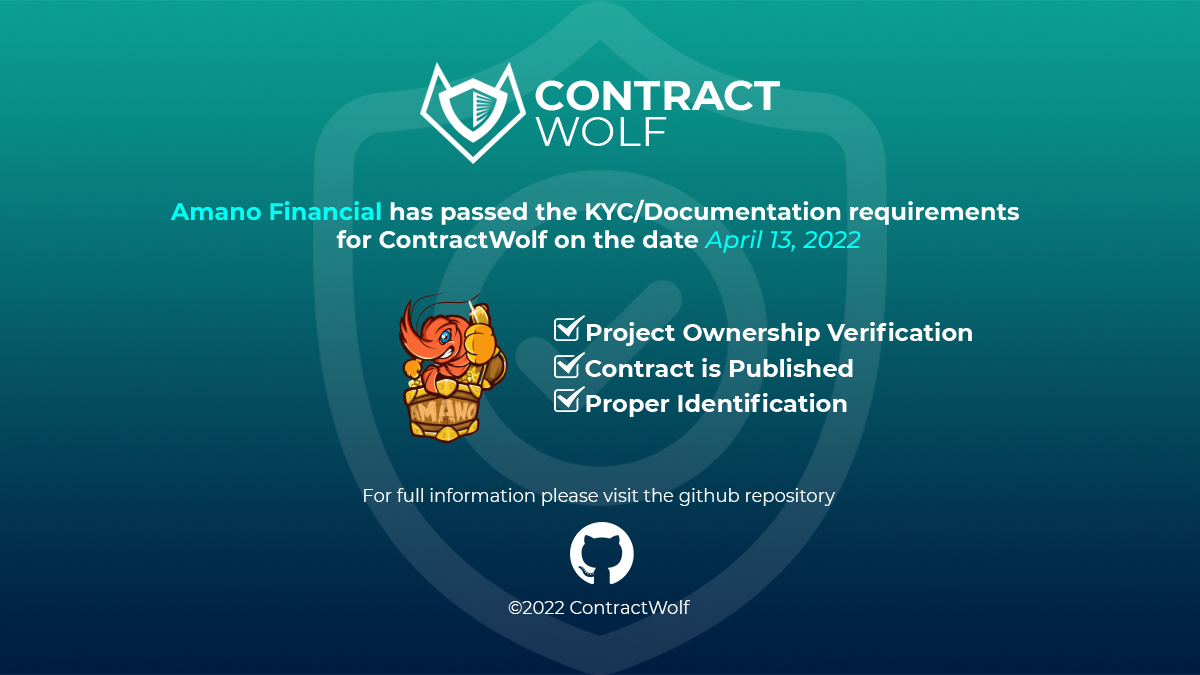 CONTRACT
WOLF
Amano Financial has passed the KYC/Documentation requirements
for ContractWolf on the date April 13, 2022
Project Ownership Verification
Contract is Published
Proper Identification
AMANO
For full information please visit the github repository
©2022 ContractWolf